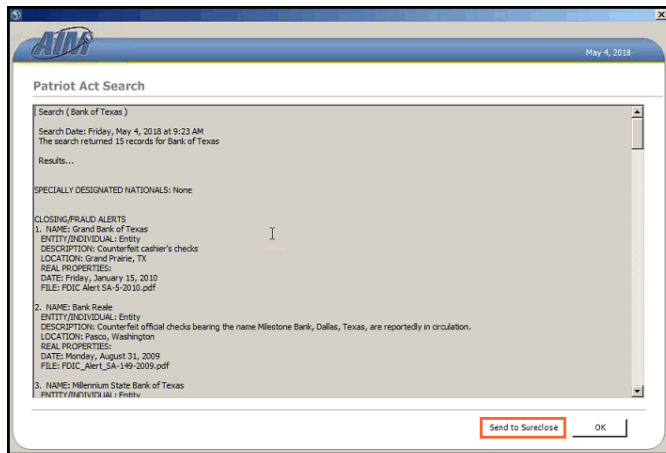 AIM
May 4, 2018
Patriot Act Search
Search ( Bank of Texas )
Search Date: Friday, May 4, 2018 at 9:23 AM
The search returned 15 records for Bank of Texas
Results...
SPECIALLY DESIGNATED NATIONALS: None
CLOSING/FRAUD ALERTS
1. NAME: Grand Bank of Texas
ENTITY/INDIVIDUAL: Entity
DESCRIPTION: Counterfeit cashier's checks
LOCATION: Grand Prairie, TX
REAL PROPERTIES:
DATE: Friday, January 15, 2010
FILE: FDIC Alert SA-5-2010.pdf
2. NAME: Bank Reale
ENTITY/INDIVIDUAL: Entity
DESCRIPTION: Counterfeit official checks bearing the name Milestone Bank, Dallas, Texas, are reportedly in circulation.
LOCATION: Pasco, Washington
REAL PROPERTIES:
DATE: Monday, August 31, 2009
FILE: FDIC_Alert_SA-149-2009.pdf
3. NAME: Millennium State Bank of Texas
ENTITY/INDIVIDUAL: Entity
Send to Sureclose
OK